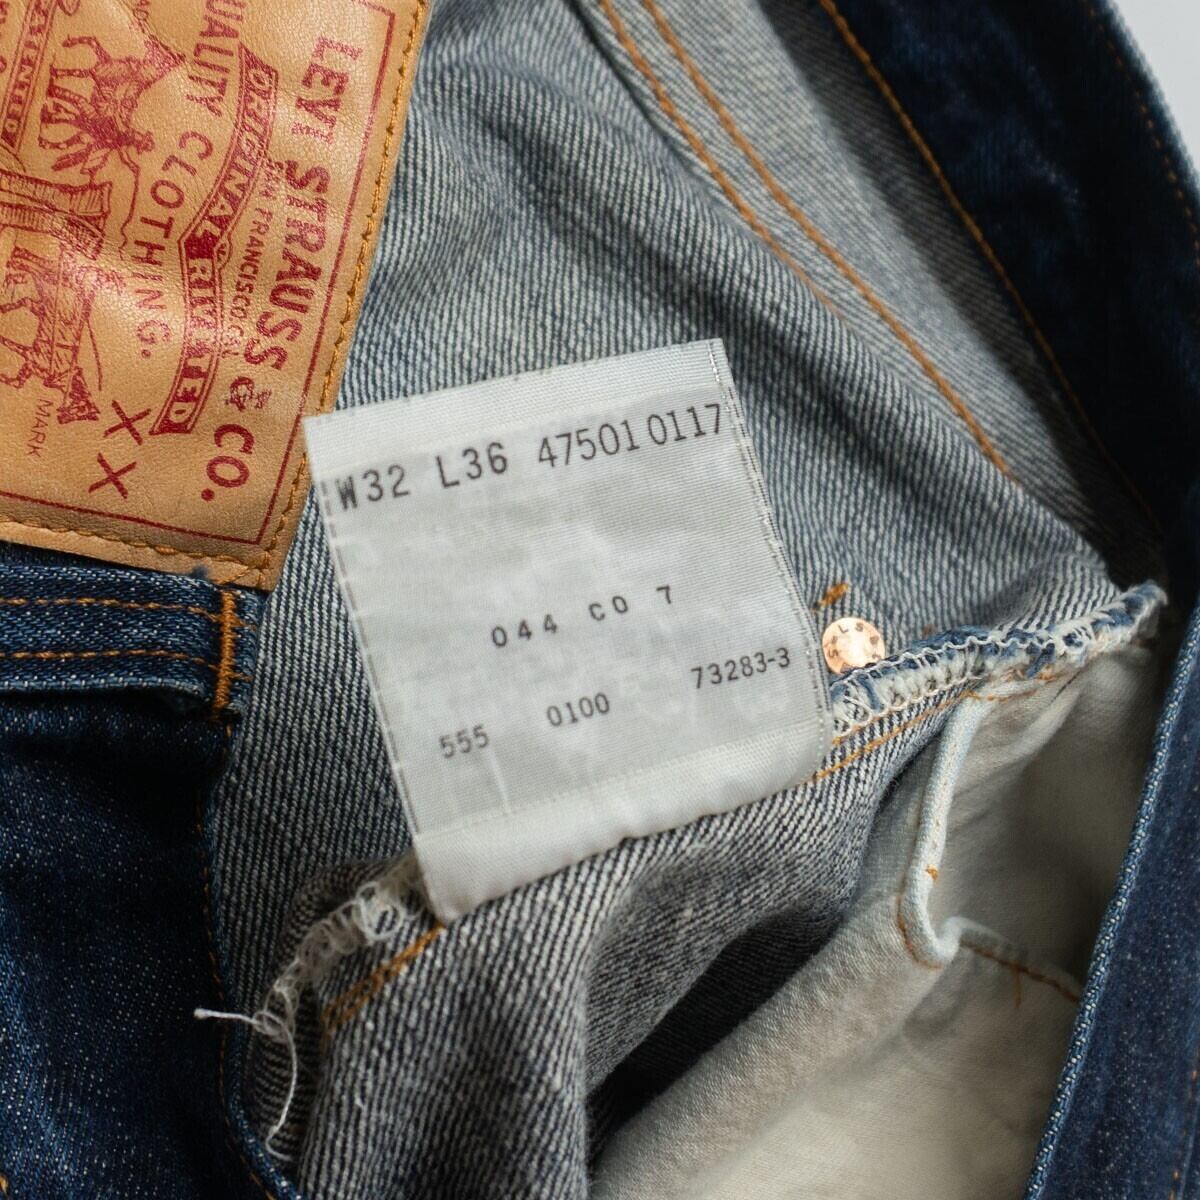 LEVI STRAUSS & CO.
SAN FRANCISCO, CAL.
ORIGINAL RIVETED
QUALITY CLOTHING.
MARK
XX
W32 L36 47501 0117
044 CO 7
555 0100 73283-3
L S